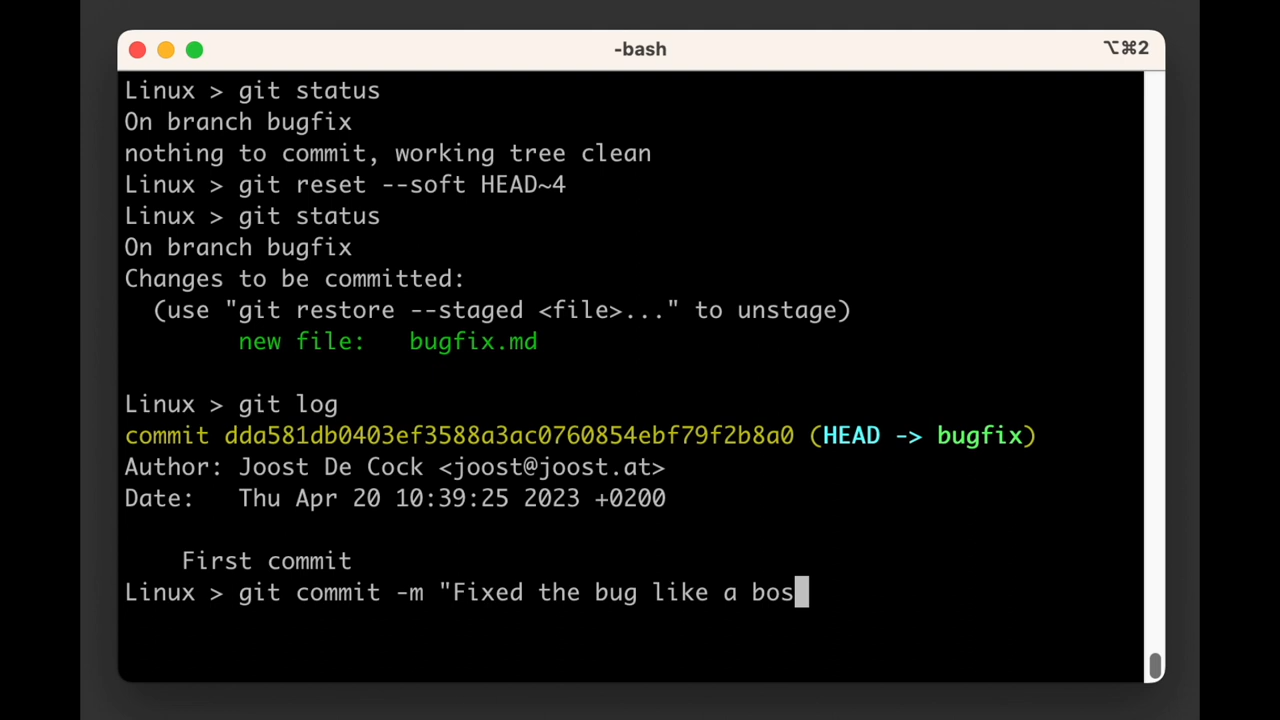 -bash
⌥⌘2
Linux > git status
On branch bugfix
nothing to commit, working tree clean
Linux > git reset --soft HEAD~4
Linux > git status
On branch bugfix
Changes to be committed:
  (use "git restore --staged <file>..." to unstage)
        new file:   bugfix.md
Linux > git log
commit dda581db0403ef3588a3ac0760854ebf79f2b8a0 (HEAD -> bugfix)
Author: Joost De Cock <joost@joost.at>
Date:   Thu Apr 20 10:39:25 2023 +0200
    First commit
Linux > git commit -m "Fixed the bug like a bos